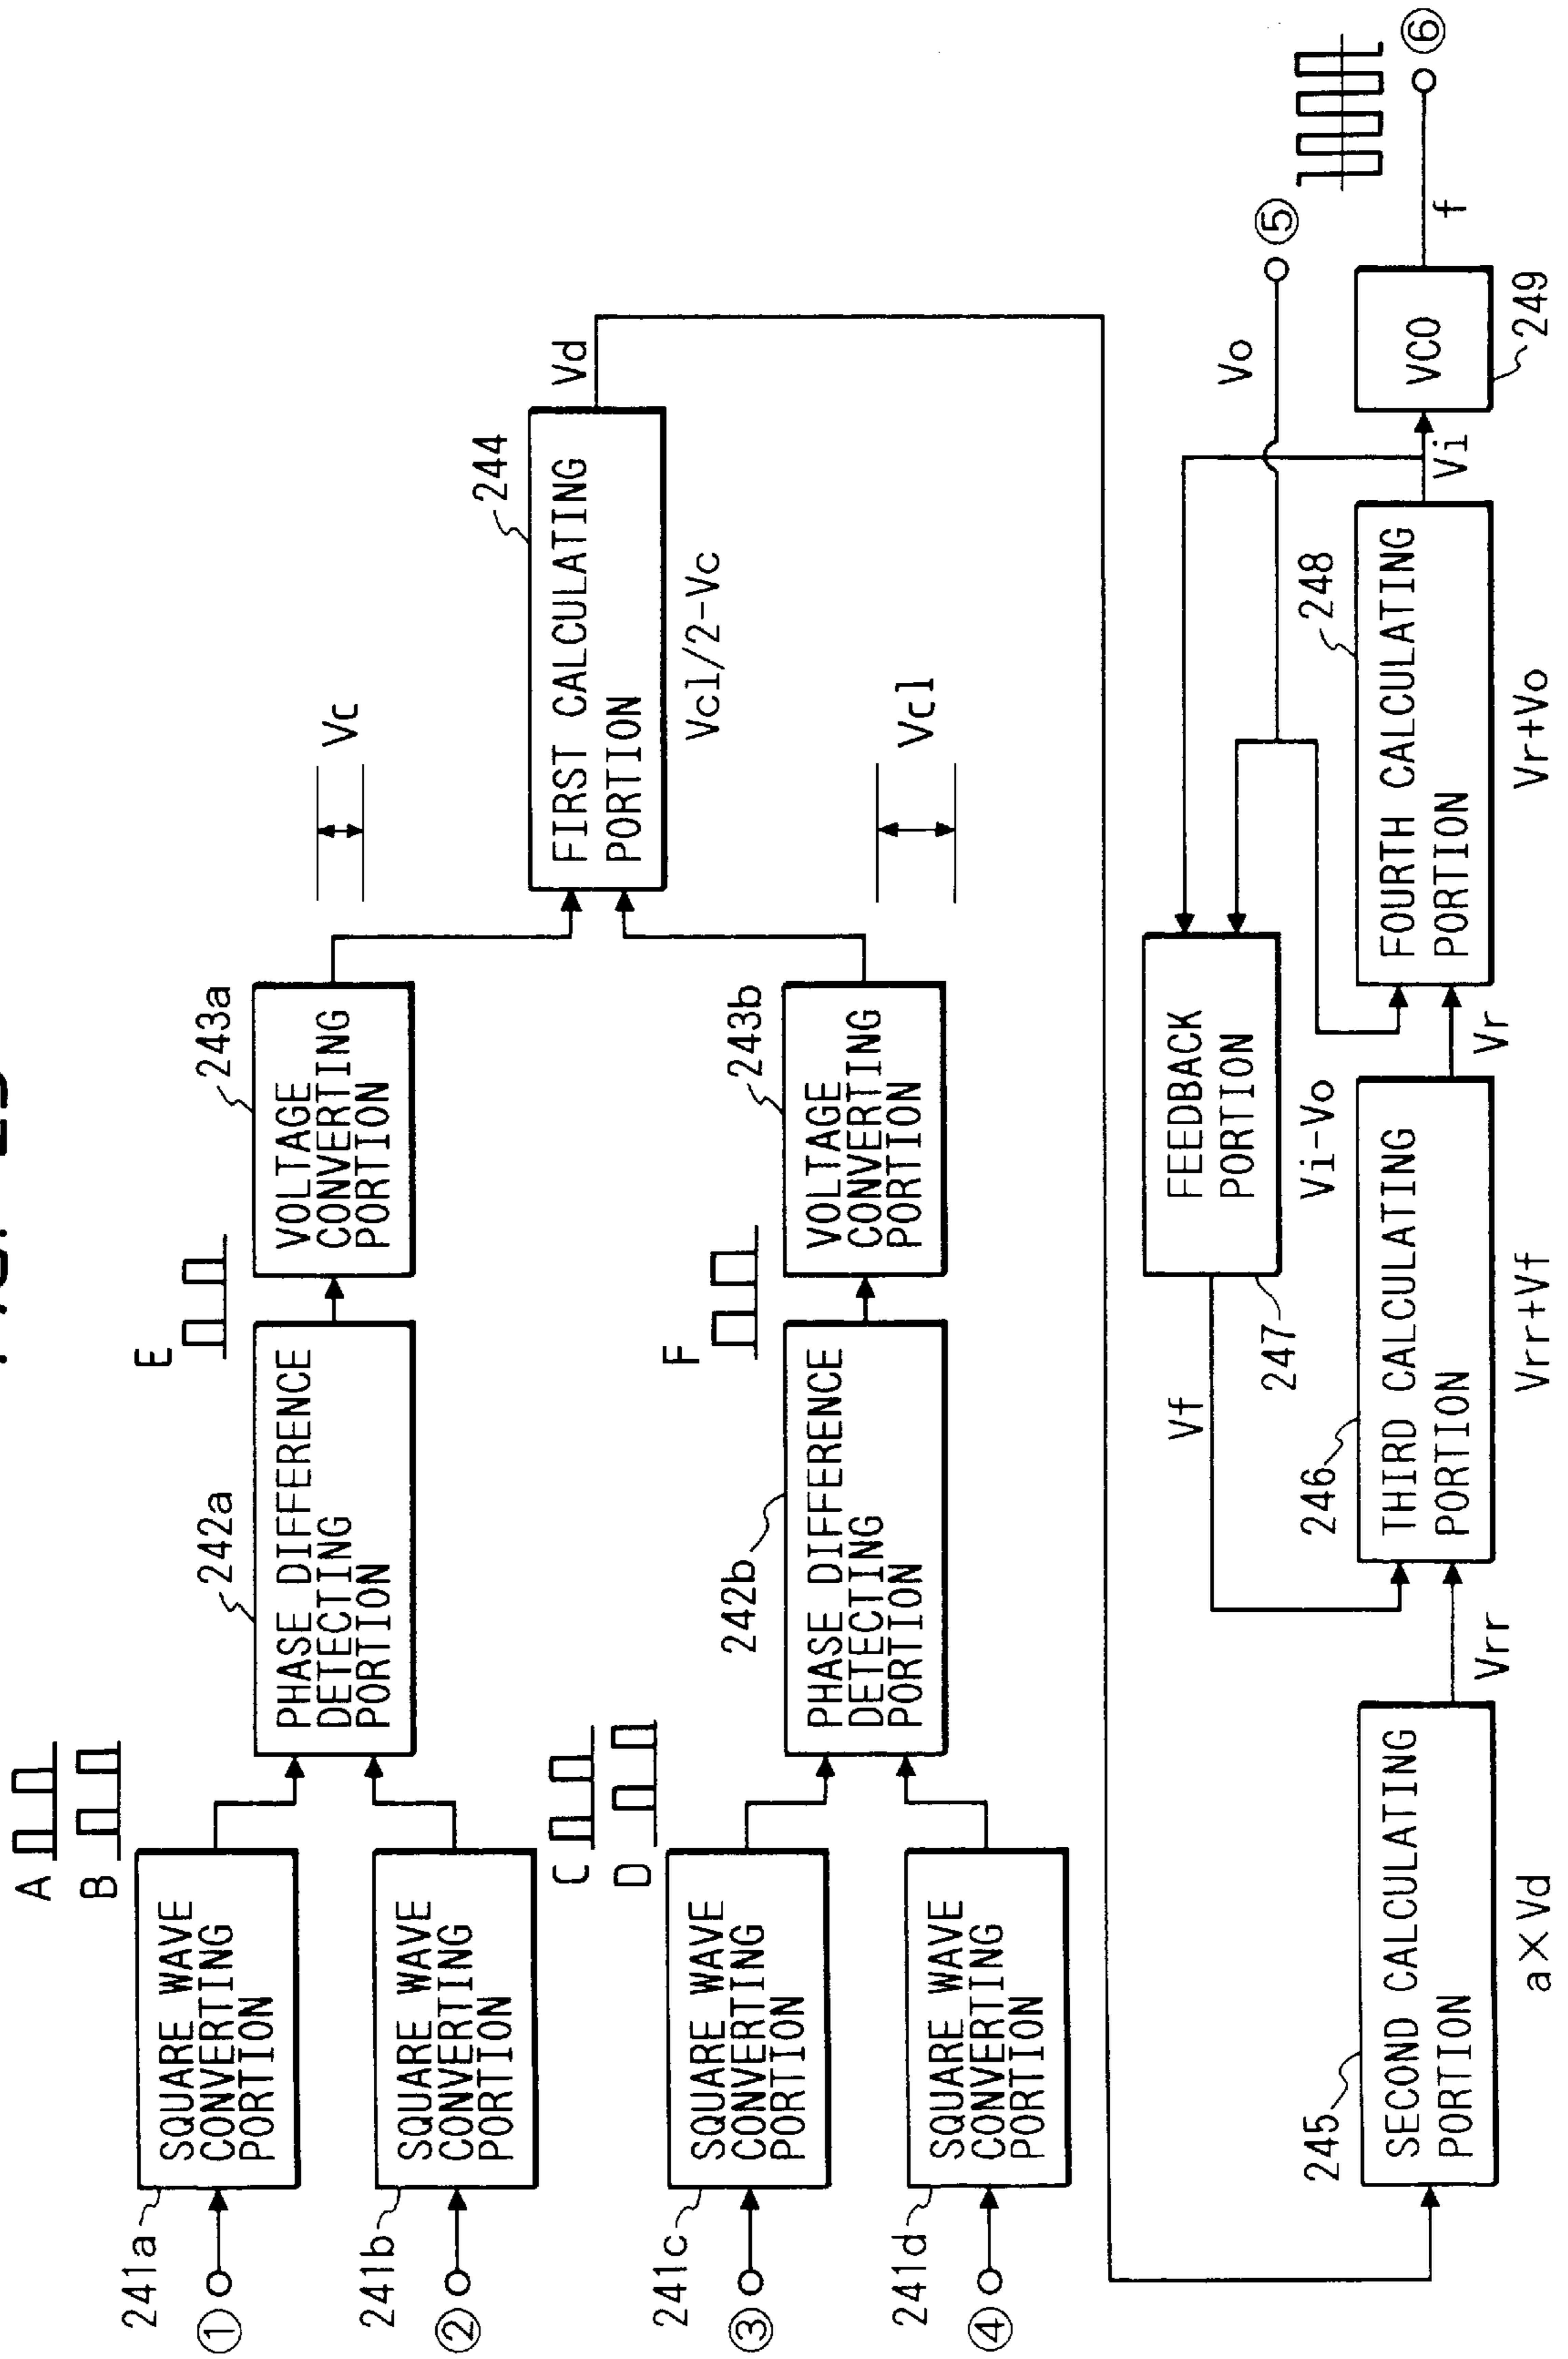 A
B
241a
①
SQUARE WAVE
CONVERTING
PORTION
242a
PHASE DIFFERENCE
DETECTING
PORTION
E
243a
VOLTAGE
CONVERTING
PORTION
Vc
241b
②
SQUARE WAVE
CONVERTING
PORTION
244
FIRST CALCULATING
PORTION
Vcl/2-Vc
Vd
C
D
241c
③
SQUARE WAVE
CONVERTING
PORTION
242b
PHASE DIFFERENCE
DETECTING
PORTION
F
243b
VOLTAGE
CONVERTING
PORTION
Vcl
241d
④
SQUARE WAVE
CONVERTING
PORTION
Vf
247
FEEDBACK
PORTION
Vi-Vo
Vo
⑤
245
SECOND CALCULATING
PORTION
a×Vd
Vrr
246
THIRD CALCULATING
PORTION
Vrr+Vf
Vr
248
FOURTH CALCULATING
PORTION
Vr+Vo
Vi
VCO
249
f
⑥